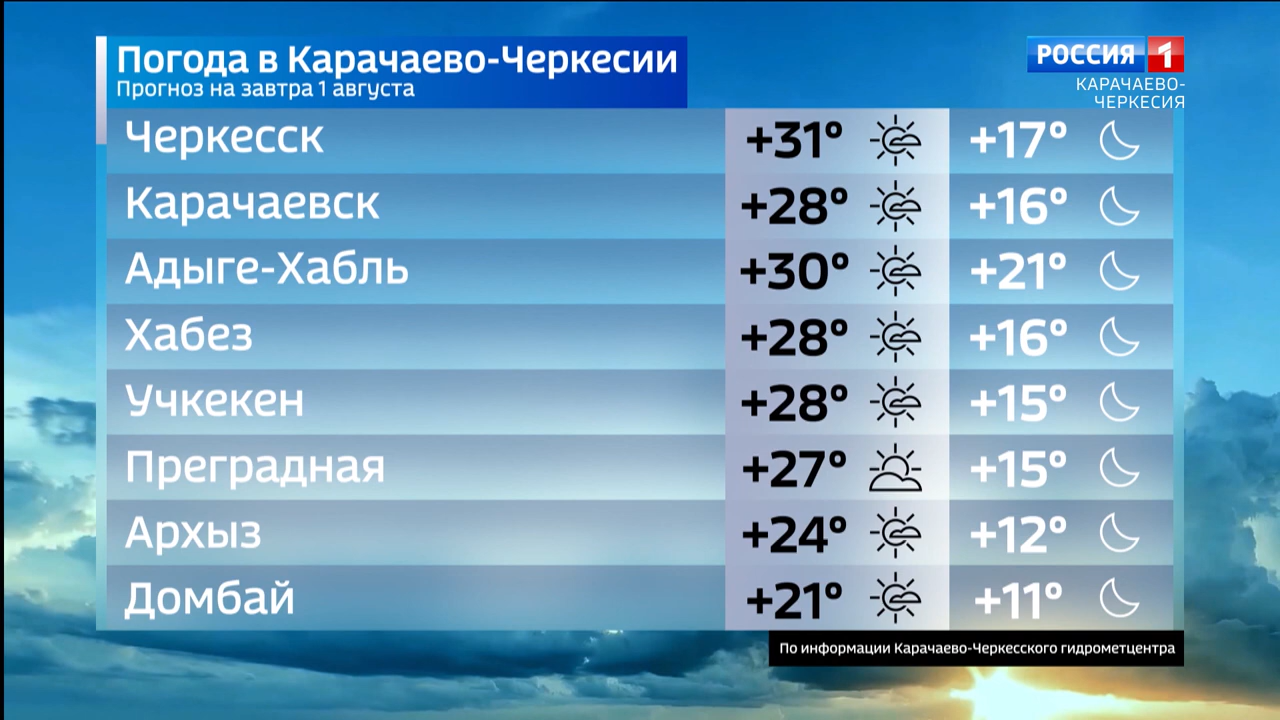 Погода в Карачаево-Черкесии
Прогноз на завтра 1 августа
РОССИЯ 1
КАРАЧАЕВО-
ЧЕРКЕСИЯ
Черкесск +31° +17°
Карачаевск +28° +16°
Адыге-Хабль +30° +21°
Хабез +28° +16°
Учкекен +28° +15°
Преградная +27° +15°
Архыз +24° +12°
Домбай +21° +11°
По информации Карачаево-Черкесского гидрометцентра